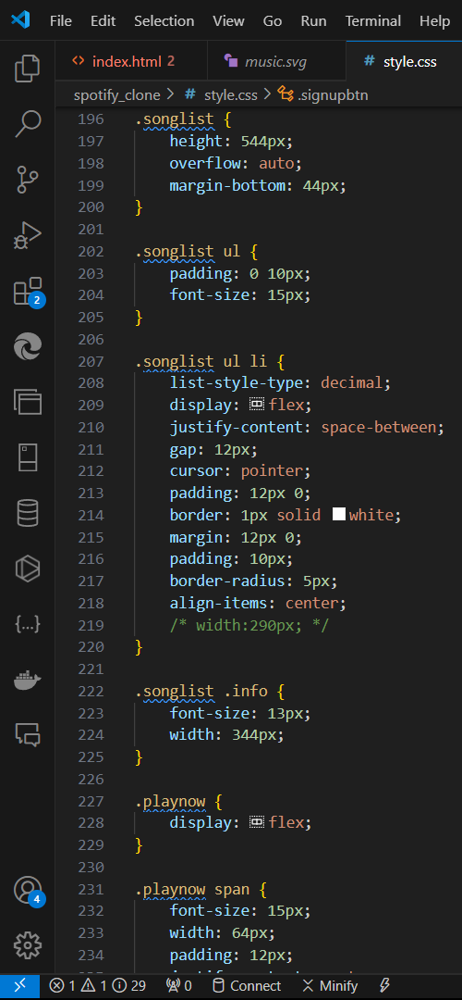 File Edit Selection View Go Run Terminal Help
index.html 2 music.svg # style.css
spotify_clone > # style.css > .signupbtn
196 .songlist {
197 height: 544px;
198 overflow: auto;
199 margin-bottom: 44px;
200 }
201
202 .songlist ul {
203 padding: 0 10px;
204 font-size: 15px;
205 }
206
207 .songlist ul li {
208 list-style-type: decimal;
209 display: flex;
210 justify-content: space-between;
211 gap: 12px;
212 cursor: pointer;
213 padding: 12px 0;
214 border: 1px solid white;
215 margin: 12px 0;
216 padding: 10px;
217 border-radius: 5px;
218 align-items: center;
219 /* width:290px; */
220 }
221
222 .songlist .info {
223 font-size: 13px;
224 width: 344px;
225 }
226
227 .playnow {
228 display: flex;
229 }
230
231 .playnow span {
232 font-size: 15px;
233 width: 64px;
234 padding: 12px;
2
4
1 1 29 0 Connect Minify